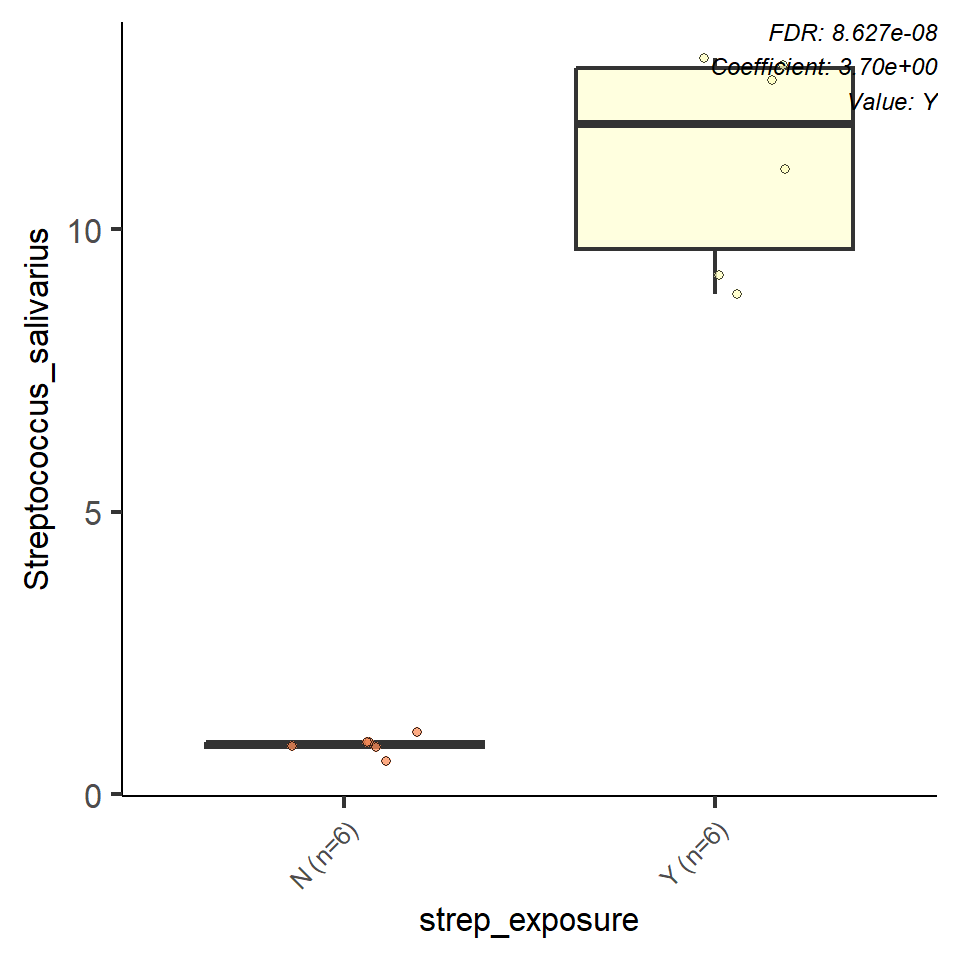 FDR: 8.627e-08
Coefficient: 3.70e+00
Value: Y
Streptococcus_salivarius
10
5
0
N (n=6)
Y (n=6)
strep_exposure